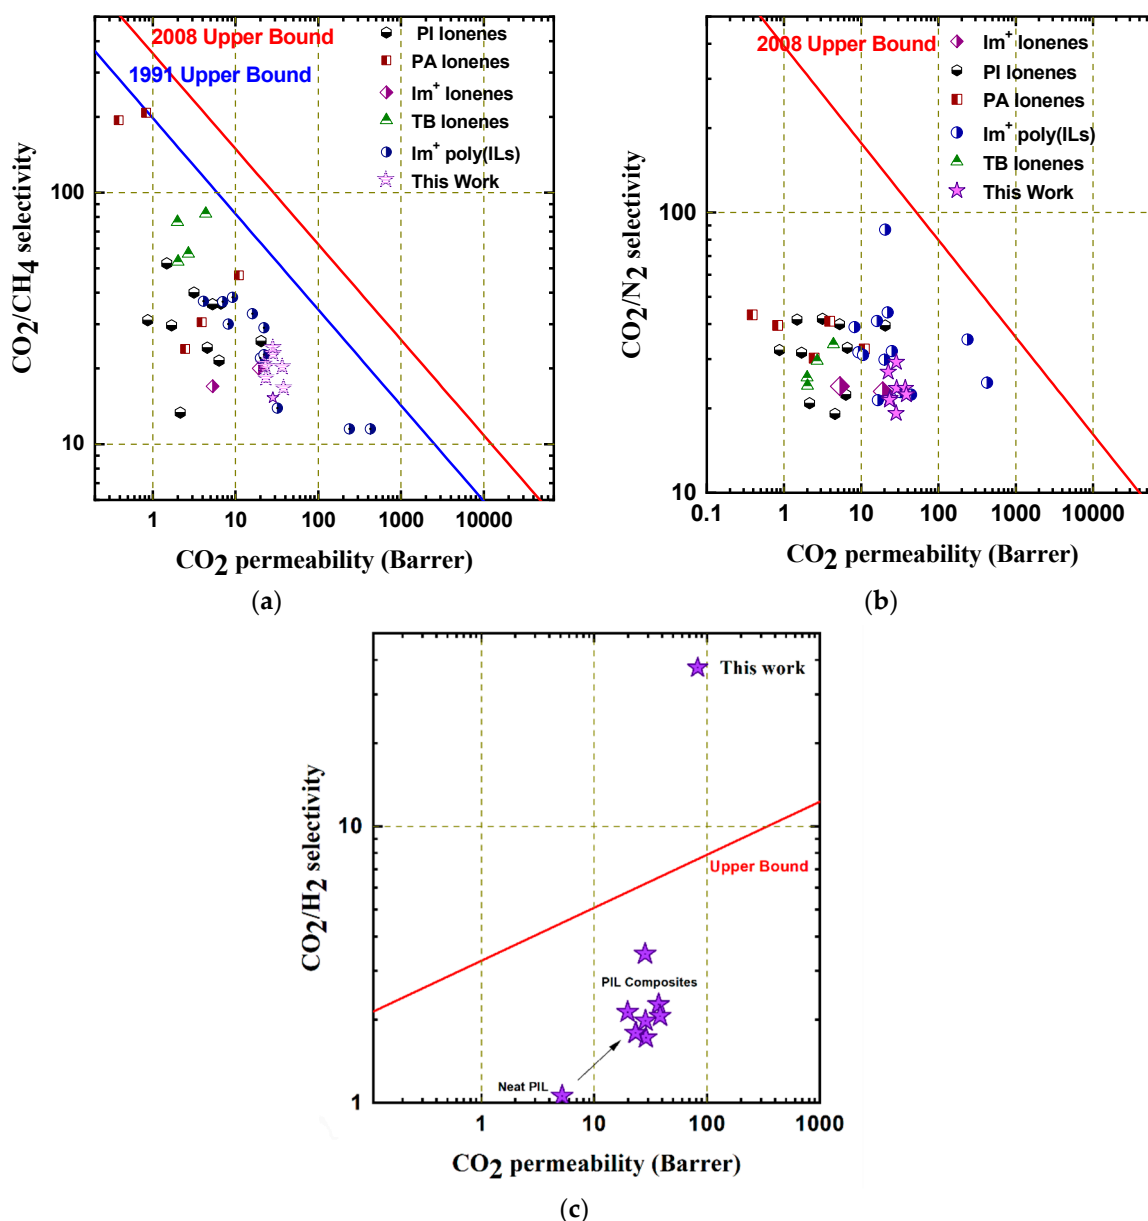 2008 Upper Bound
1991 Upper Bound
PI Ionenes
PA Ionenes
Im+ Ionenes
TB Ionenes
Im+ poly(ILs)
This Work
CO2/CH4 selectivity
100
10
1
10
100
1000
10000
CO2 permeability (Barrer)
(a)
2008 Upper Bound
Im+ Ionenes
PI Ionenes
PA Ionenes
Im+ poly(ILs)
TB Ionenes
This Work
CO2/N2 selectivity
100
10
0.1
1
10
100
1000
10000
CO2 permeability (Barrer)
(b)
This work
CO2/H2 selectivity
10
Upper Bound
PIL Composites
Neat PIL
1
1
10
100
1000
CO2 permeability (Barrer)
(c)